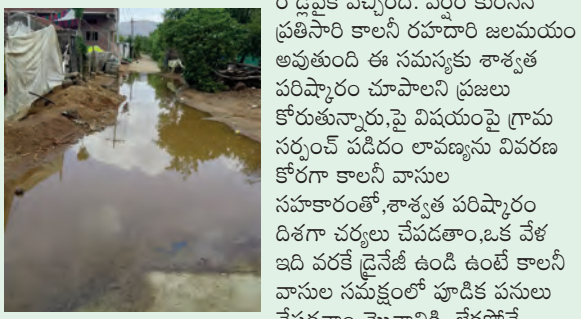 వచ్చింది. వర్షం కురిసిన
ప్రతిసారి కాలనీ రహదారి జలమయం
అవుతుంది ఈ సమస్యకు శాశ్వత
పరిష్కారం చూపాలని ప్రజలు
కోరుతున్నారు,పై విషయంపై గ్రామ
సర్పంచ్ పడిదం లావణ్యను వివరణ
కోరగా కాలనీ వాసుల
సహకారంతో,శాశ్వత పరిష్కారం
దిశగా చర్యలు చేపడతాం,ఒక వేళ
ఇది వరకే డ్రైనేజీ ఉండి ఉంటే కాలనీ
వాసుల సమక్షంలో పూడిక పనులు